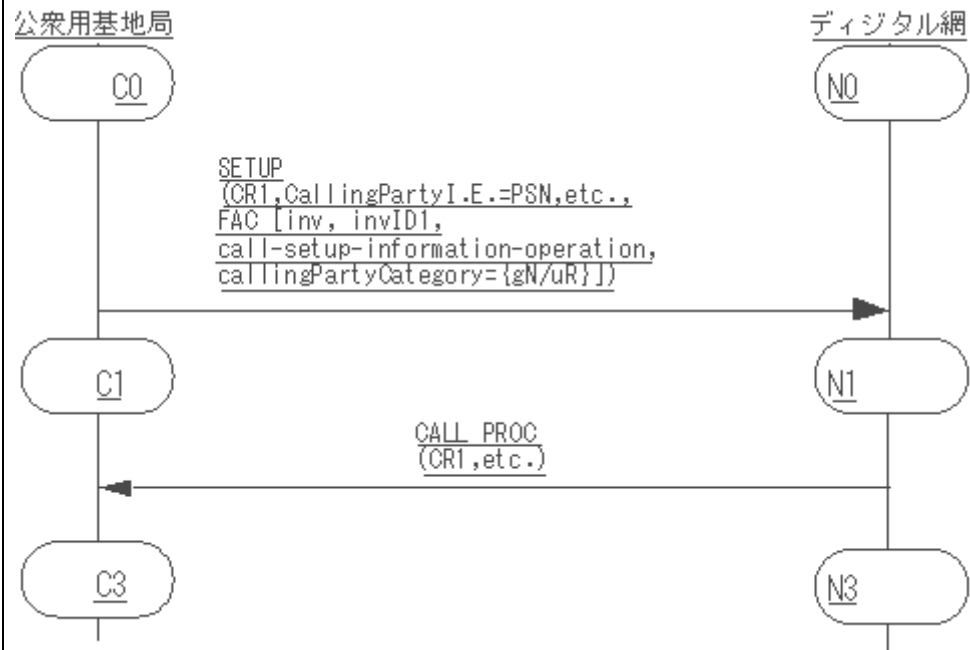 公衆用基地局 ディジタル網
C0 N0
SETUP
(CR1,CallingPartyI.E.=PSN,etc.,
FAC [inv, invID1,
call-setup-information-operation,
callingPartyCategory={gN/uR}])
C1 N1
CALL PROC
(CR1,etc.)
C3 N3